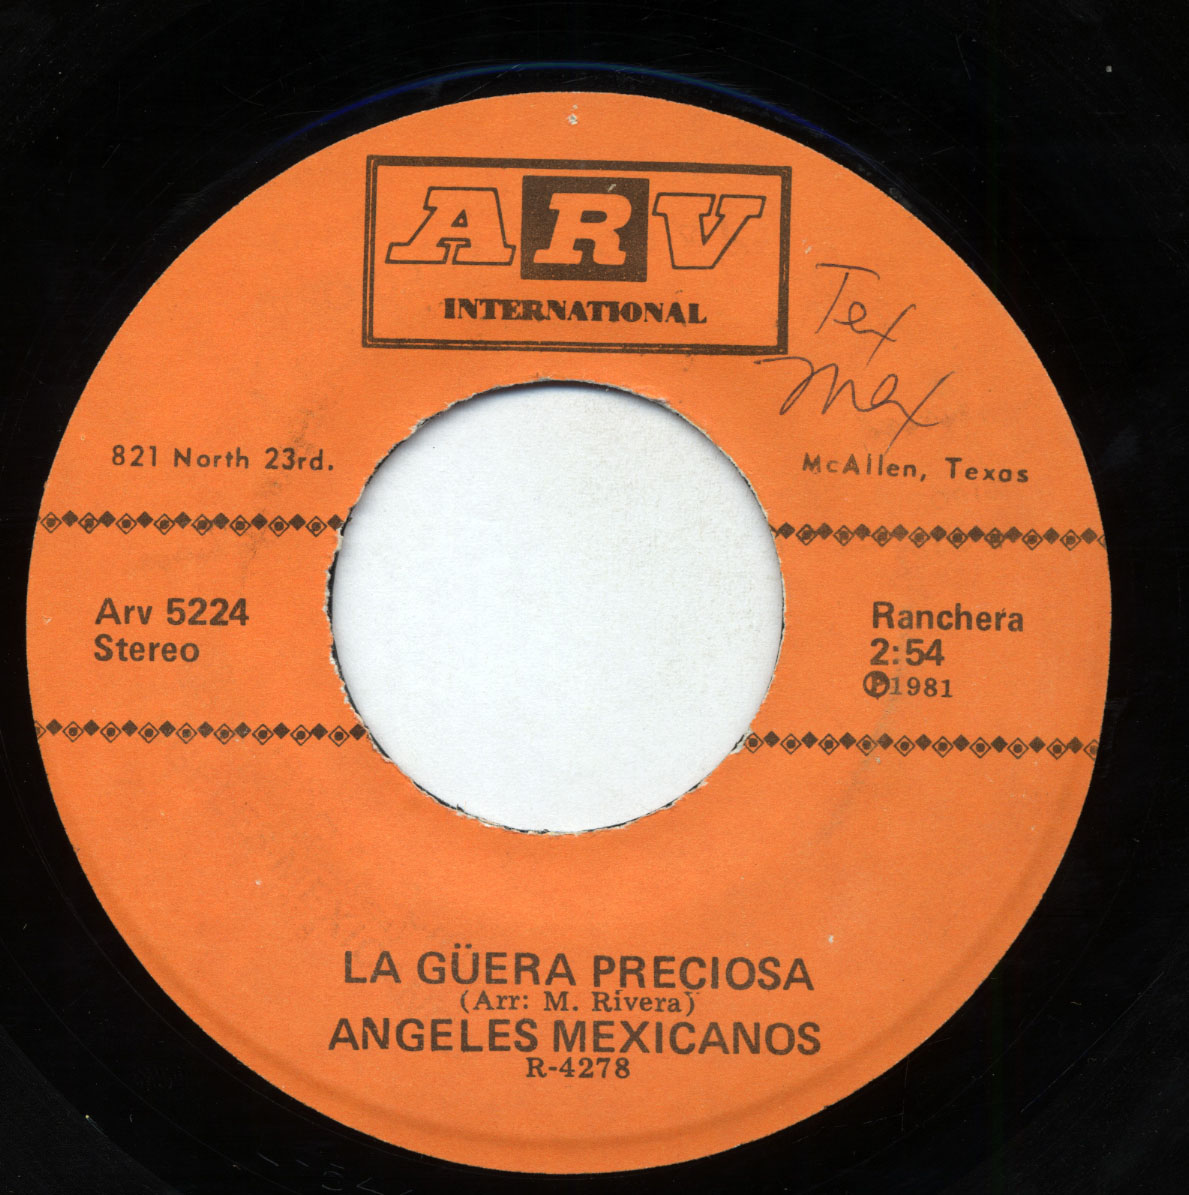 ARV
INTERNATIONAL
Tex
Mex
821 North 23rd.
McAllen, Texas
Arv 5224
Stereo
Ranchera
2:54
Ⓟ1981
LA GÜERA PRECIOSA
(Arr: M. Rivera)
ANGELES MEXICANOS
R-4278